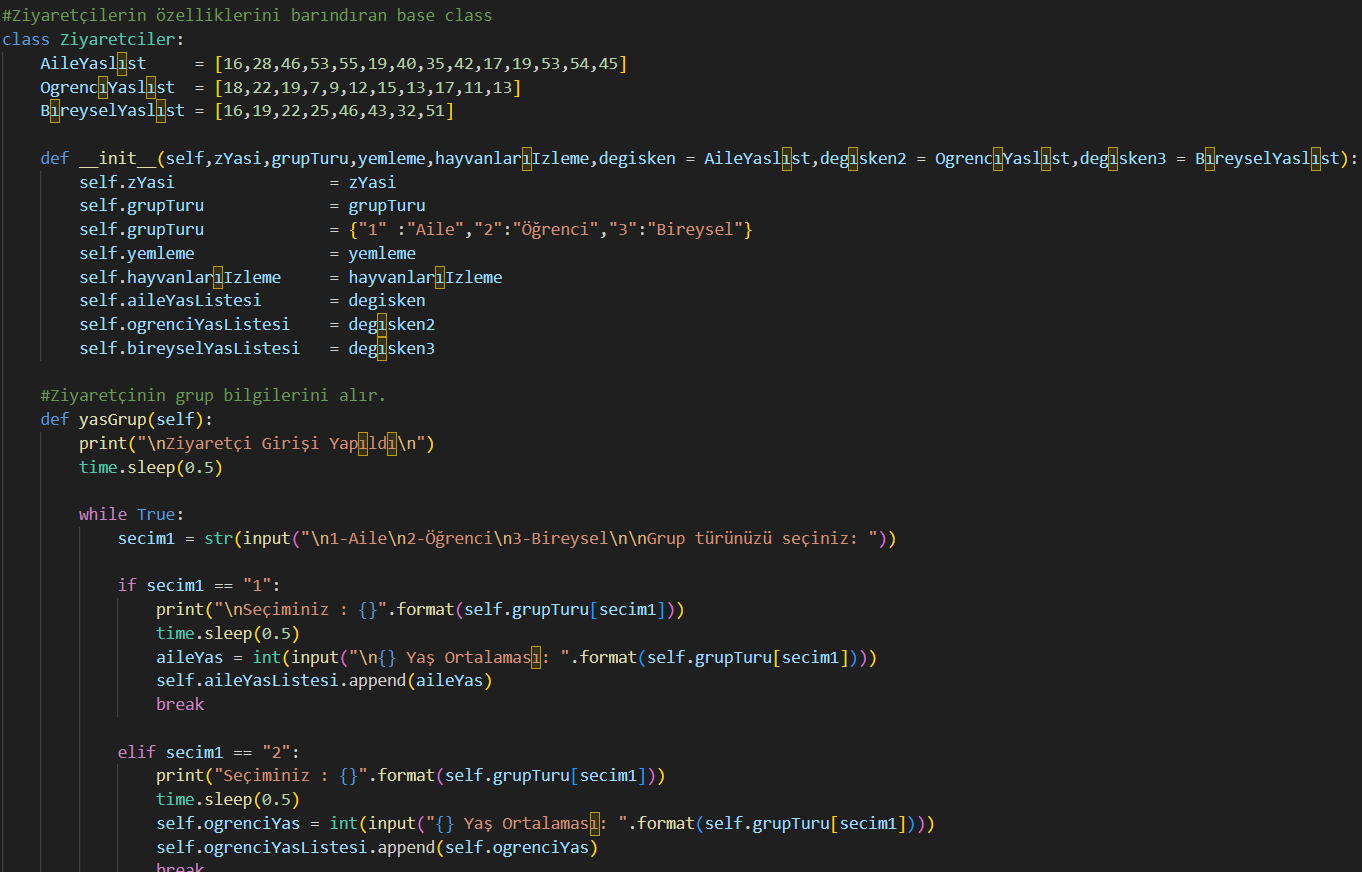 #Ziyaretçilerin özelliklerini barındıran base class
class Ziyaretciler:
    AileYaslıst     = [16,28,46,53,55,19,40,35,42,17,19,53,54,45]
    OgrencıYaslıst  = [18,22,19,7,9,12,15,13,17,11,13]
    BıreyselYaslıst = [16,19,22,25,46,43,32,51]
    def __init__(self,zYasi,grupTuru,yemleme,hayvanlarıIzleme,degisken = AileYaslıst,degısken2 = OgrencıYaslıst,degısken3 = BıreyselYaslıst):
        self.zYasi                = zYasi
        self.grupTuru             = grupTuru
        self.grupTuru             = {"1" :"Aile","2":"Öğrenci","3":"Bireysel"}
        self.yemleme              = yemleme
        self.hayvanlarıIzleme     = hayvanlarıIzleme
        self.aileYasListesi       = degisken
        self.ogrenciYasListesi    = degısken2
        self.bireyselYasListesi   = degısken3
    #Ziyaretçinin grup bilgilerini alır.
    def yasGrup(self):
        print("\nZiyaretçi Girişi Yapıldı\n")
        time.sleep(0.5)
        while True:
            secim1 = str(input("\n1-Aile\n2-Öğrenci\n3-Bireysel\n\nGrup türünüzü seçiniz: "))
            if secim1 == "1":
                print("\nSeçiminiz : {}".format(self.grupTuru[secim1]))
                time.sleep(0.5)
                aileYas = int(input("\n{} Yaş Ortalaması: ".format(self.grupTuru[secim1])))
                self.aileYasListesi.append(aileYas)
                break
            elif secim1 == "2":
                print("Seçiminiz : {}".format(self.grupTuru[secim1]))
                time.sleep(0.5)
                self.ogrenciYas = int(input("{} Yaş Ortalaması: ".format(self.grupTuru[secim1])))
                self.ogrenciYasListesi.append(self.ogrenciYas)
                break